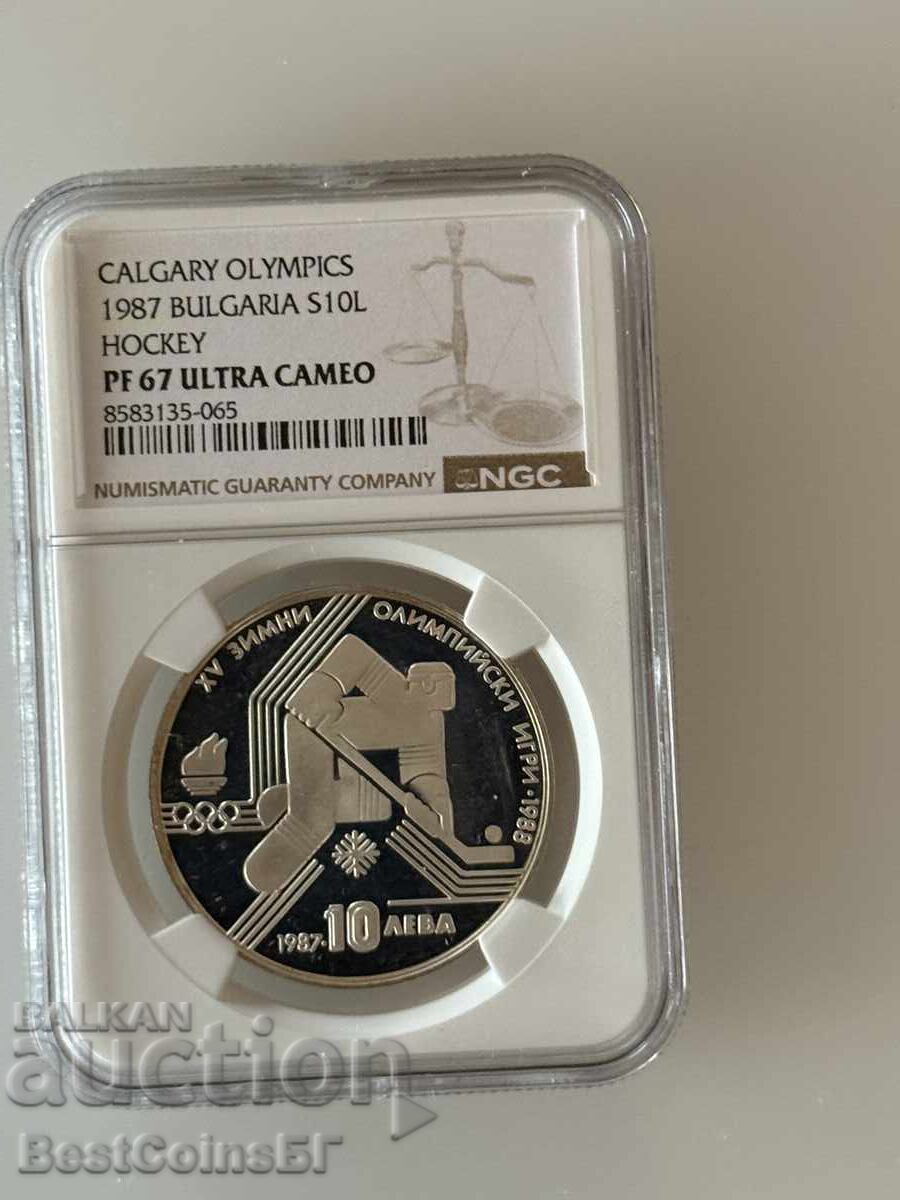 CALGARY OLYMPICS
1987 BULGARIA S10L
HOCKEY
PF 67 ULTRA CAMEO
8583135-065
NUMISMATIC GUARANTY COMPANY NGC
XV ЗИМНИ ОЛИМПИЙСКИ ИГРИ·1988
1987·10 ЛЕВА
BALKAN
auction
BestCoinsБГ